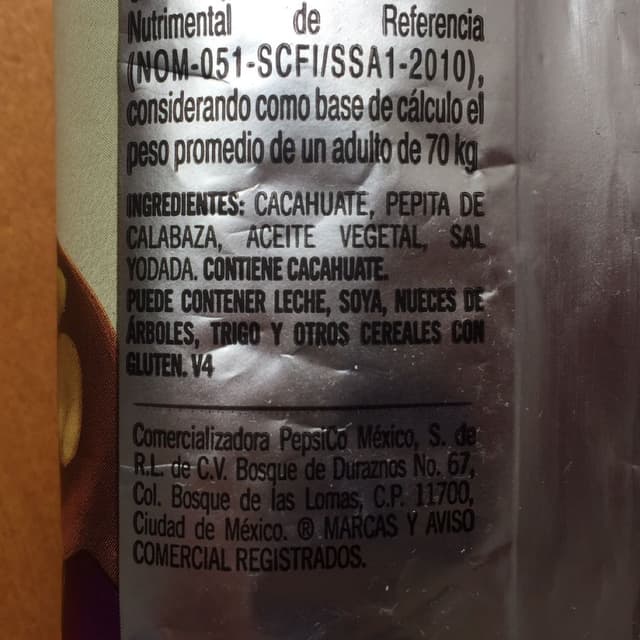 Nutrimental de Referencia
(NOM-051-SCFI/SSA1-2010),
considerando como base de cálculo el
peso promedio de un adulto de 70 kg
INGREDIENTES: CACAHUATE, PEPITA DE
CALABAZA, ACEITE VEGETAL, SAL
YODADA. CONTIENE CACAHUATE.
PUEDE CONTENER LECHE, SOYA, NUECES DE
ÁRBOLES, TRIGO Y OTROS CEREALES CON
GLUTEN. V4
Comercializadora PepsiCo México, S. de
R.L. de C.V. Bosque de Duraznos No. 67,
Col. Bosque de las Lomas, C.P. 11700,
Ciudad de México. ® MARCAS Y AVISO
COMERCIAL REGISTRADOS.